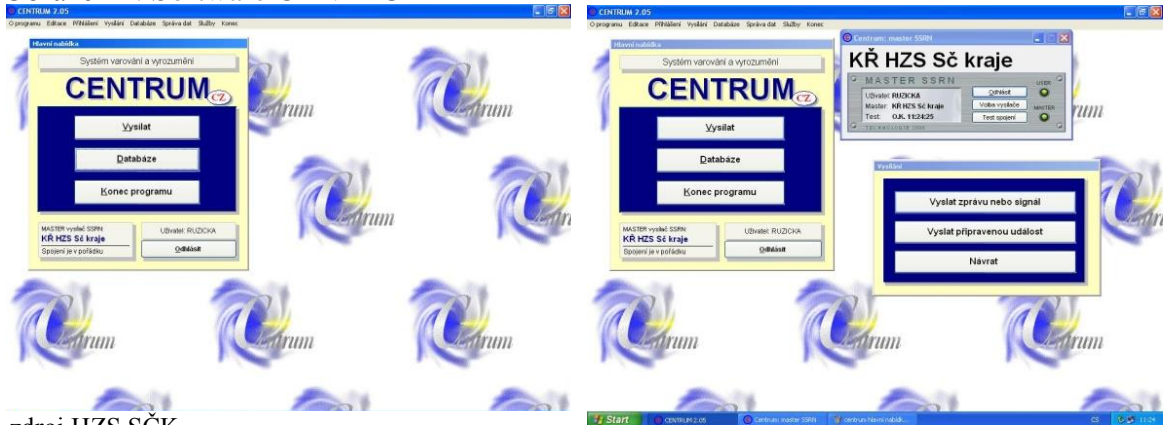 CENTRUM 2.05
O programu Editace Přihlášení Vysílání Databáze Správa dat Služby Konec
Hlavní nabídka
Systém varování a vyrozumění
CENTRUM CZ
Vysílat
Databáze
Konec programu
MASTER vysílač SSRN
KŘ HZS Sč kraje
Spojení je v pořádku
Uživatel: RUZICKA
Odhlásit
Centrum
CENTRUM 2.05
O programu Editace Přihlášení Vysílání Databáze Správa dat Služby Konec
Hlavní nabídka
Systém varování a vyrozumění
CENTRUM CZ
Vysílat
Databáze
Konec programu
MASTER vysílač SSRN
KŘ HZS Sč kraje
Spojení je v pořádku
Uživatel: RUZICKA
Odhlásit
Centrum: master SSRN
KŘ HZS Sč kraje
MASTER SSRN
Uživatel: RUZICKA
Master: KŘ HZS Sč kraje
Test: O.K. 11:24:25
Odhlásit
Volba vysílače
Test spojení
USER
MASTER
Vysílání
Vyslat zprávu nebo signál
Vyslat připravenou událost
Návrat
Start
CENTRUM 2.05
Centrum: master SSRN
centrum hlavní nabídk...
CS
11:24
zdroj HZS SČK